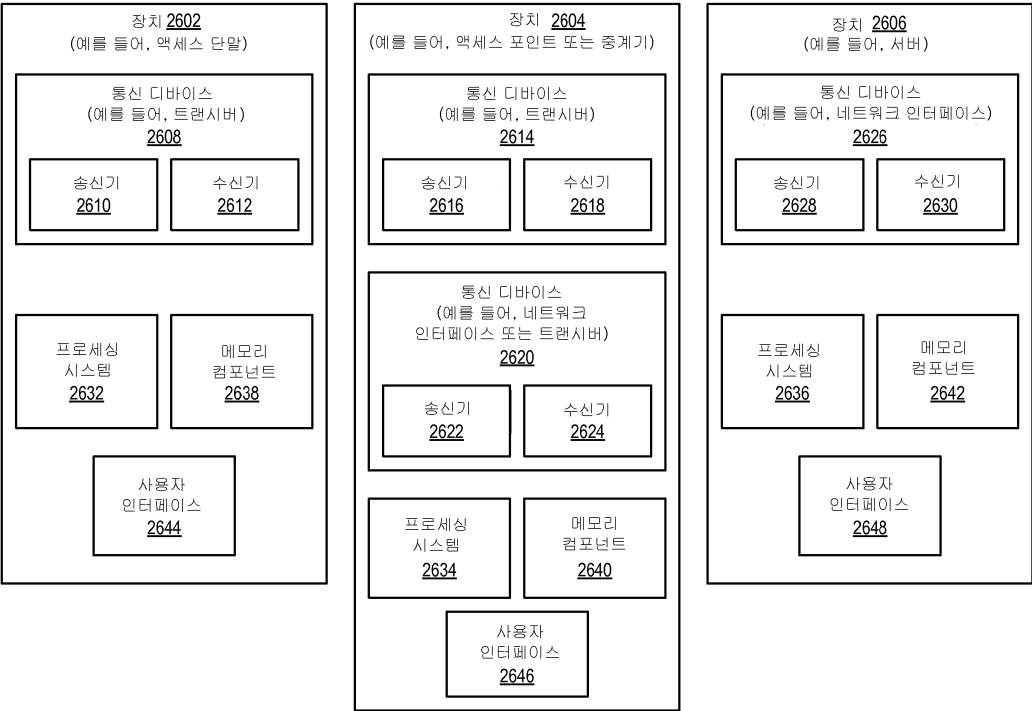 장치 2602
(예를 들어, 액세스 단말)
통신 디바이스
(예를 들어, 트랜시버)
2608
송신기
2610
수신기
2612
프로세싱
시스템
2632
메모리
컴포넌트
2638
사용자
인터페이스
2644
장치 2604
(예를 들어, 액세스 포인트 또는 중계기)
통신 디바이스
(예를 들어, 트랜시버)
2614
송신기
2616
수신기
2618
통신 디바이스
(예를 들어, 네트워크
인터페이스 또는 트랜시버)
2620
송신기
2622
수신기
2624
프로세싱
시스템
2634
메모리
컴포넌트
2640
사용자
인터페이스
2646
장치 2606
(예를 들어, 서버)
통신 디바이스
(예를 들어, 네트워크 인터페이스)
2626
송신기
2628
수신기
2630
프로세싱
시스템
2636
메모리
컴포넌트
2642
사용자
인터페이스
2648